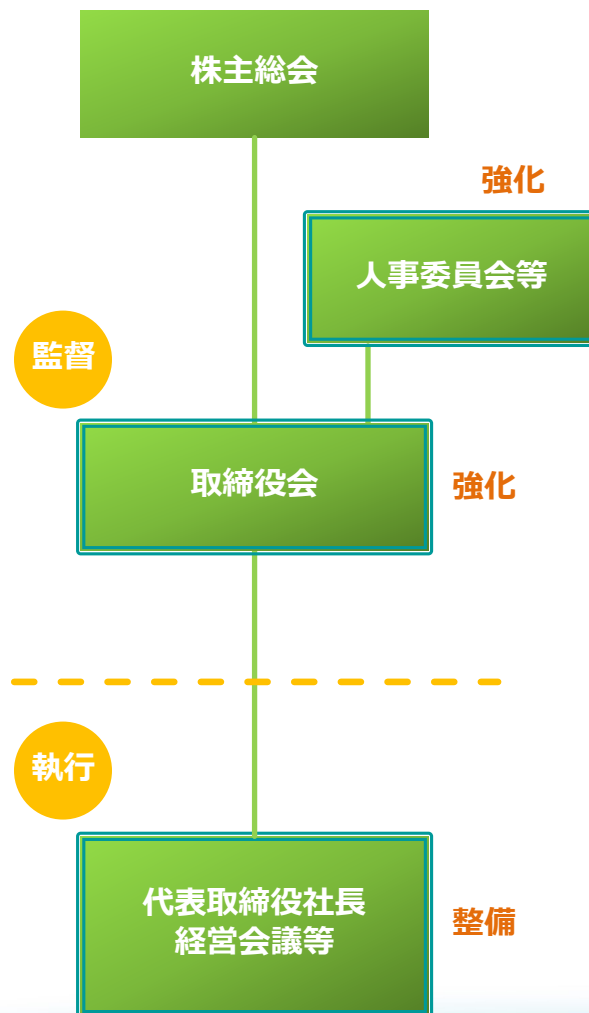 株主総会
強化
人事委員会等
監督
取締役会
強化
執行
代表取締役社長
経営会議等
整備